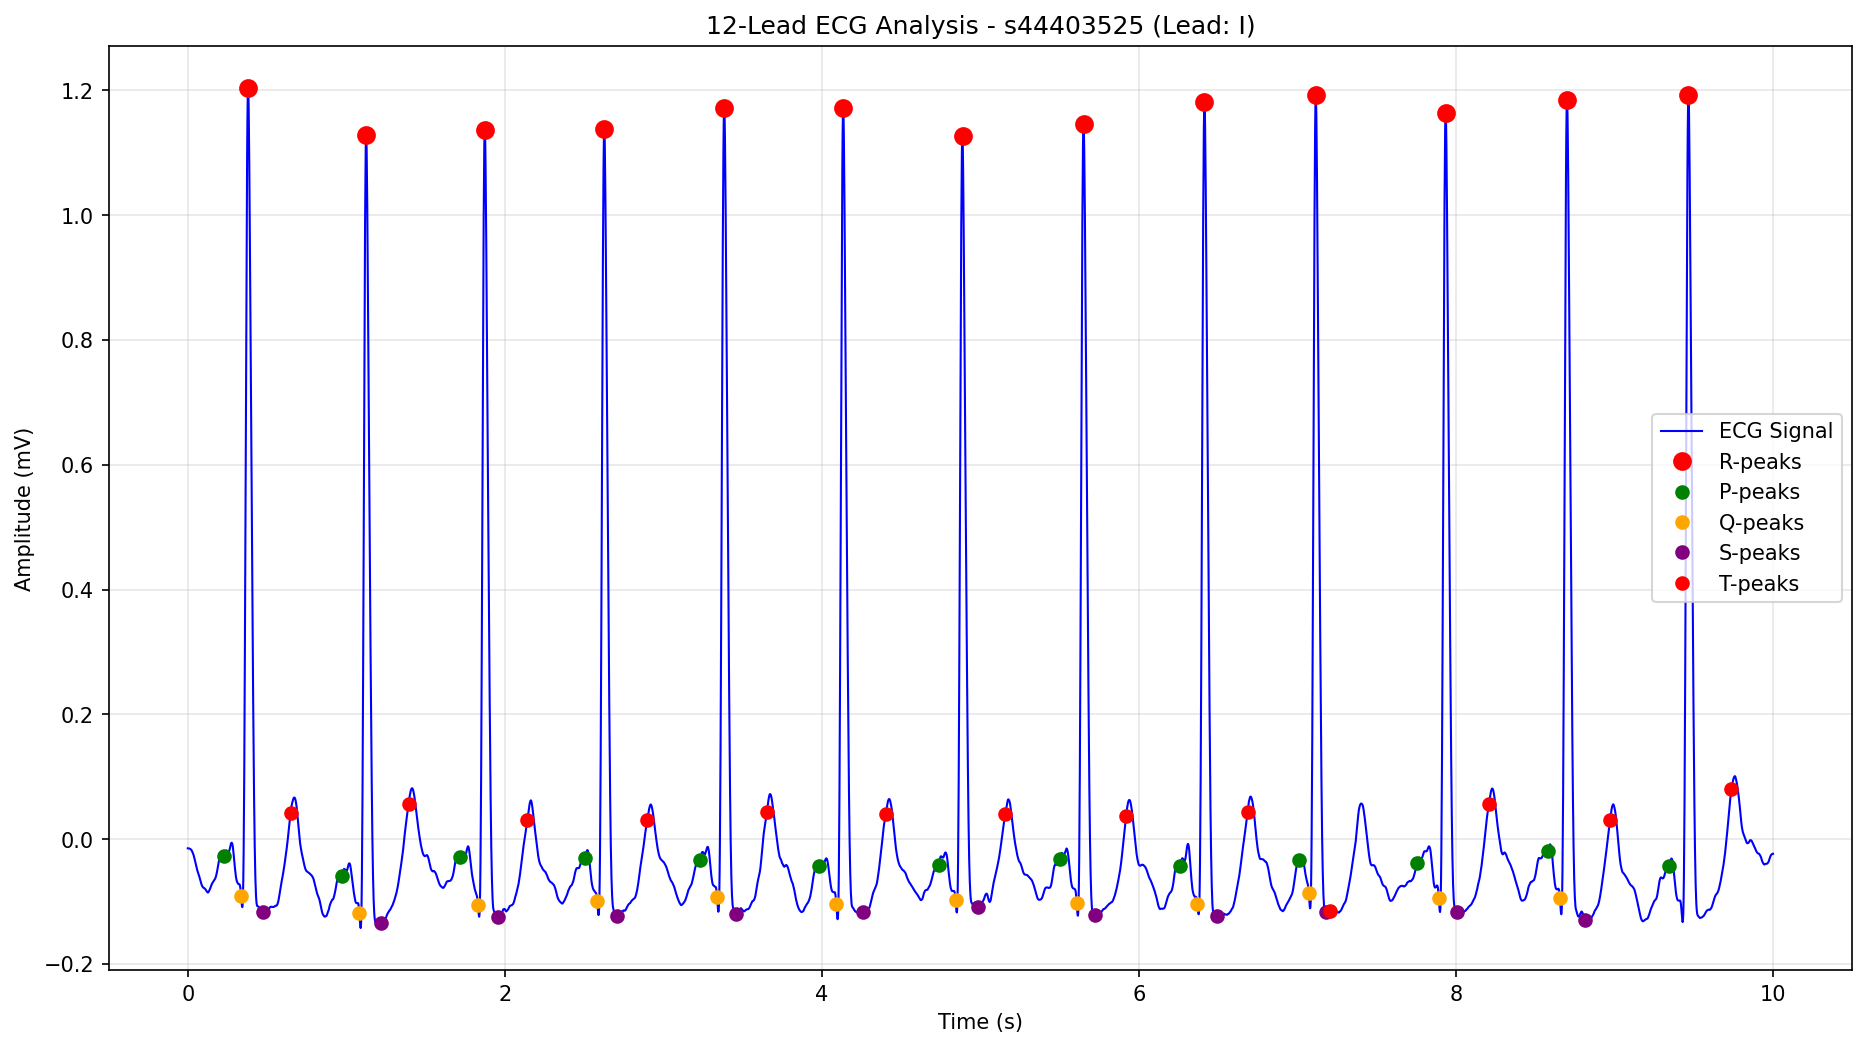 12-Lead ECG Analysis - s44403525 (Lead: I)
Amplitude (mV)
1.2
1.0
0.8
0.6
0.4
0.2
0.0
−0.2
ECG Signal
R-peaks
P-peaks
Q-peaks
S-peaks
T-peaks
0 2 4 6 8 10
Time (s)